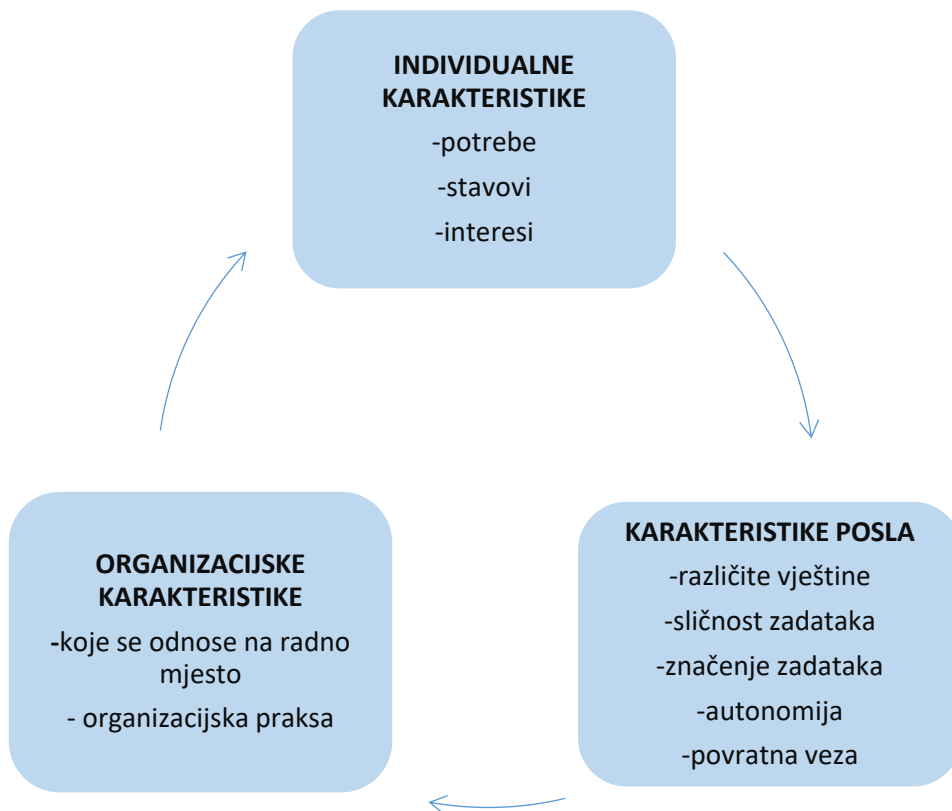 INDIVIDUALNE
KARAKTERISTIKE
-potrebe
-stavovi
-interesi
KARAKTERISTIKE POSLA
-različite vještine
-sličnost zadataka
-značenje zadataka
-autonomija
-povratna veza
ORGANIZACIJSKE
KARAKTERISTIKE
-koje se odnose na radno
mjesto
- organizacijska praksa